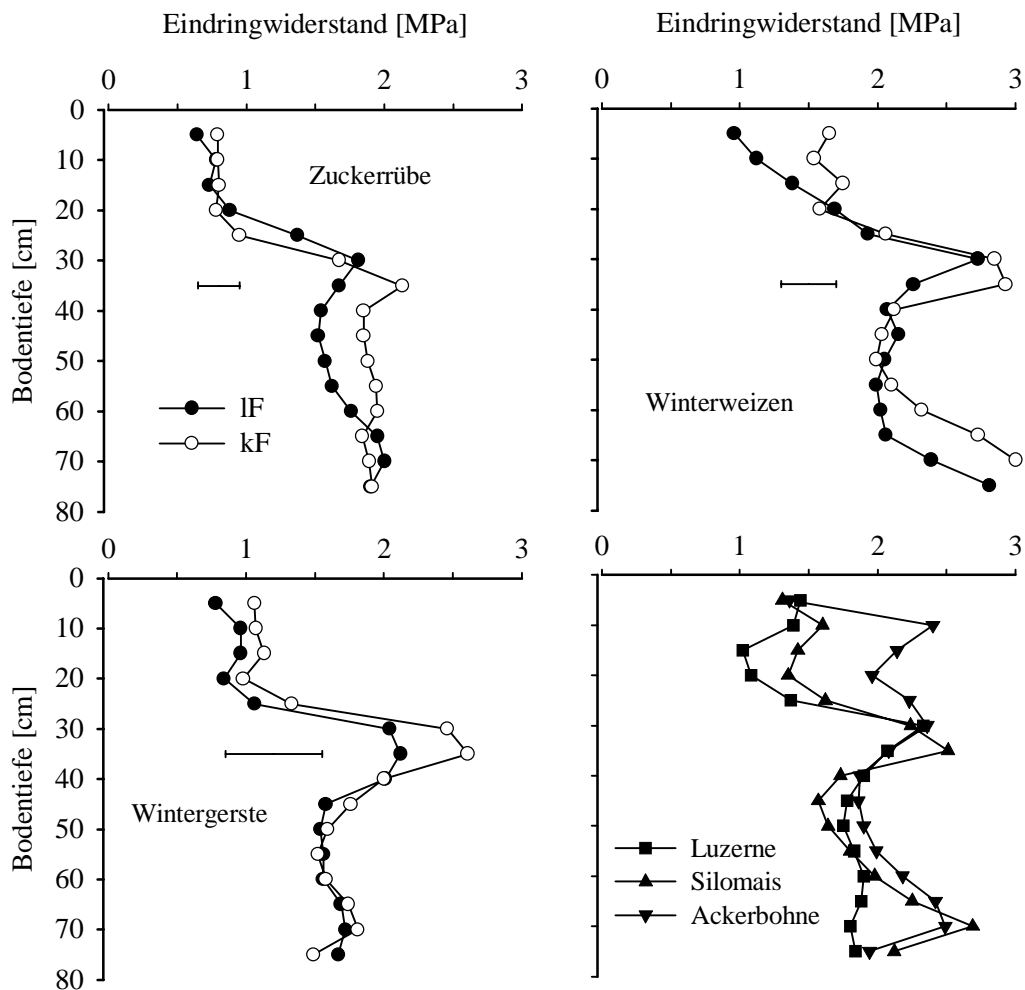 Eindringwiderstand [MPa]
0 1 2 3
0
10
20
30
40
50
60
70
80
Bodentiefe [cm]
Zuckerrübe
lF
kF
Eindringwiderstand [MPa]
0 1 2 3
Winterweizen
0 1 2 3
0
10
20
30
40
50
60
70
80
Bodentiefe [cm]
Wintergerste
0 1 2 3
Luzerne
Silomais
Ackerbohne